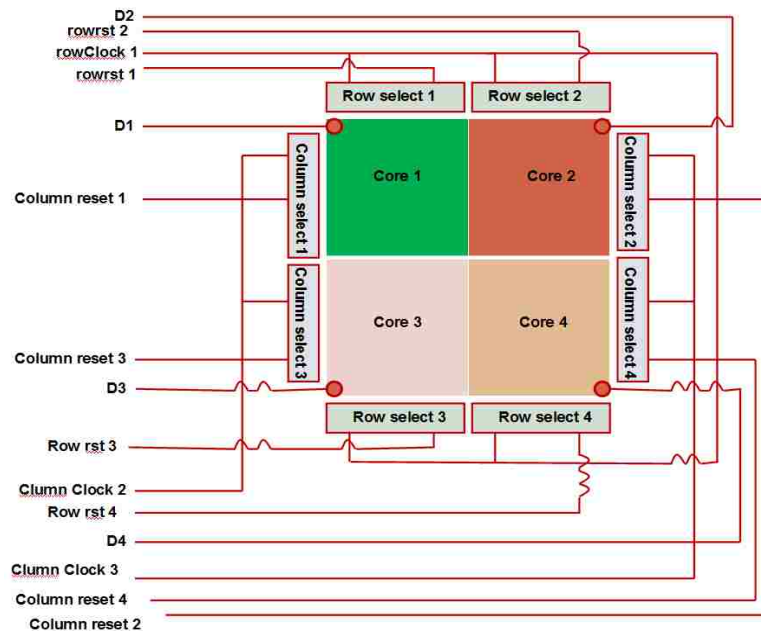 D2
rowrst 2
rowClock 1
rowrst 1
Row select 1
Row select 2
D1
Column select 1
Core 1
Core 2
Column select 2
Column reset 1
Column select 3
Core 3
Core 4
Column select 4
Column reset 3
D3
Row select 3
Row select 4
Row rst 3
Clumn Clock 2
Row rst 4
D4
Clumn Clock 3
Column reset 4
Column reset 2